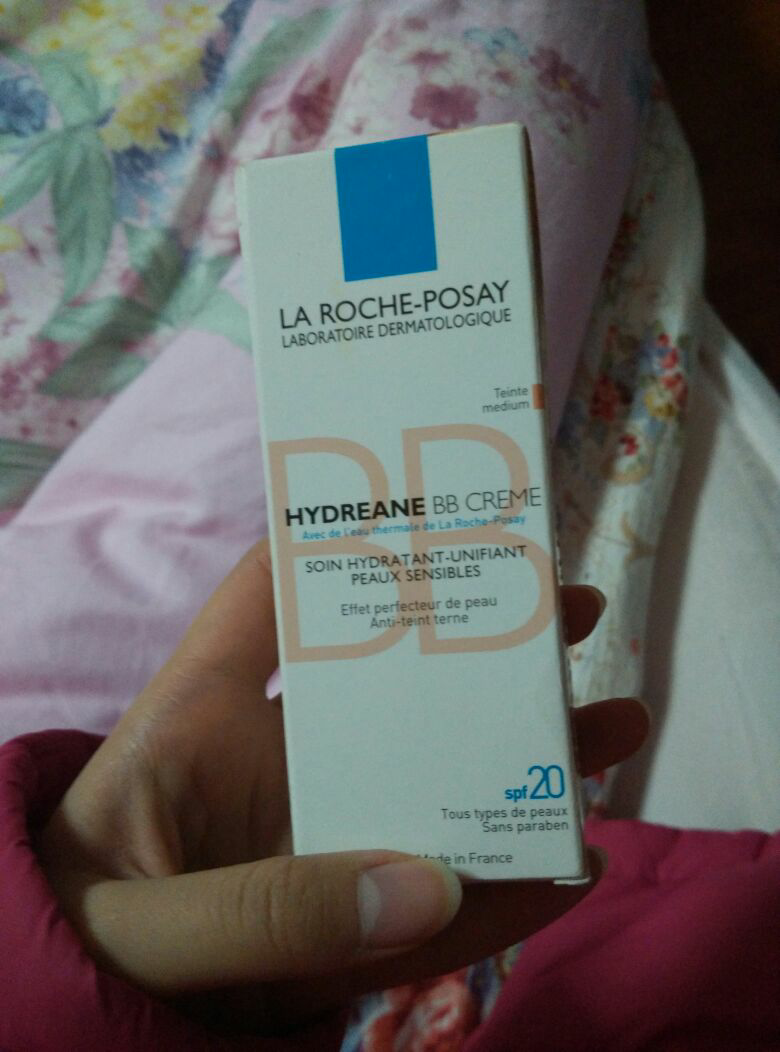 LA ROCHE-POSAY
LABORATOIRE DERMATOLOGIQUE
Teinte
medium
BB
HYDREANE BB CREME
Avec de l'eau thermale de La Roche-Posay
SOIN HYDRATANT-UNIFIANT
PEAUX SENSIBLES
Effet perfecteur de peau
Anti-teint terne
spf 20
Tous types de peaux
Sans paraben
Made in France